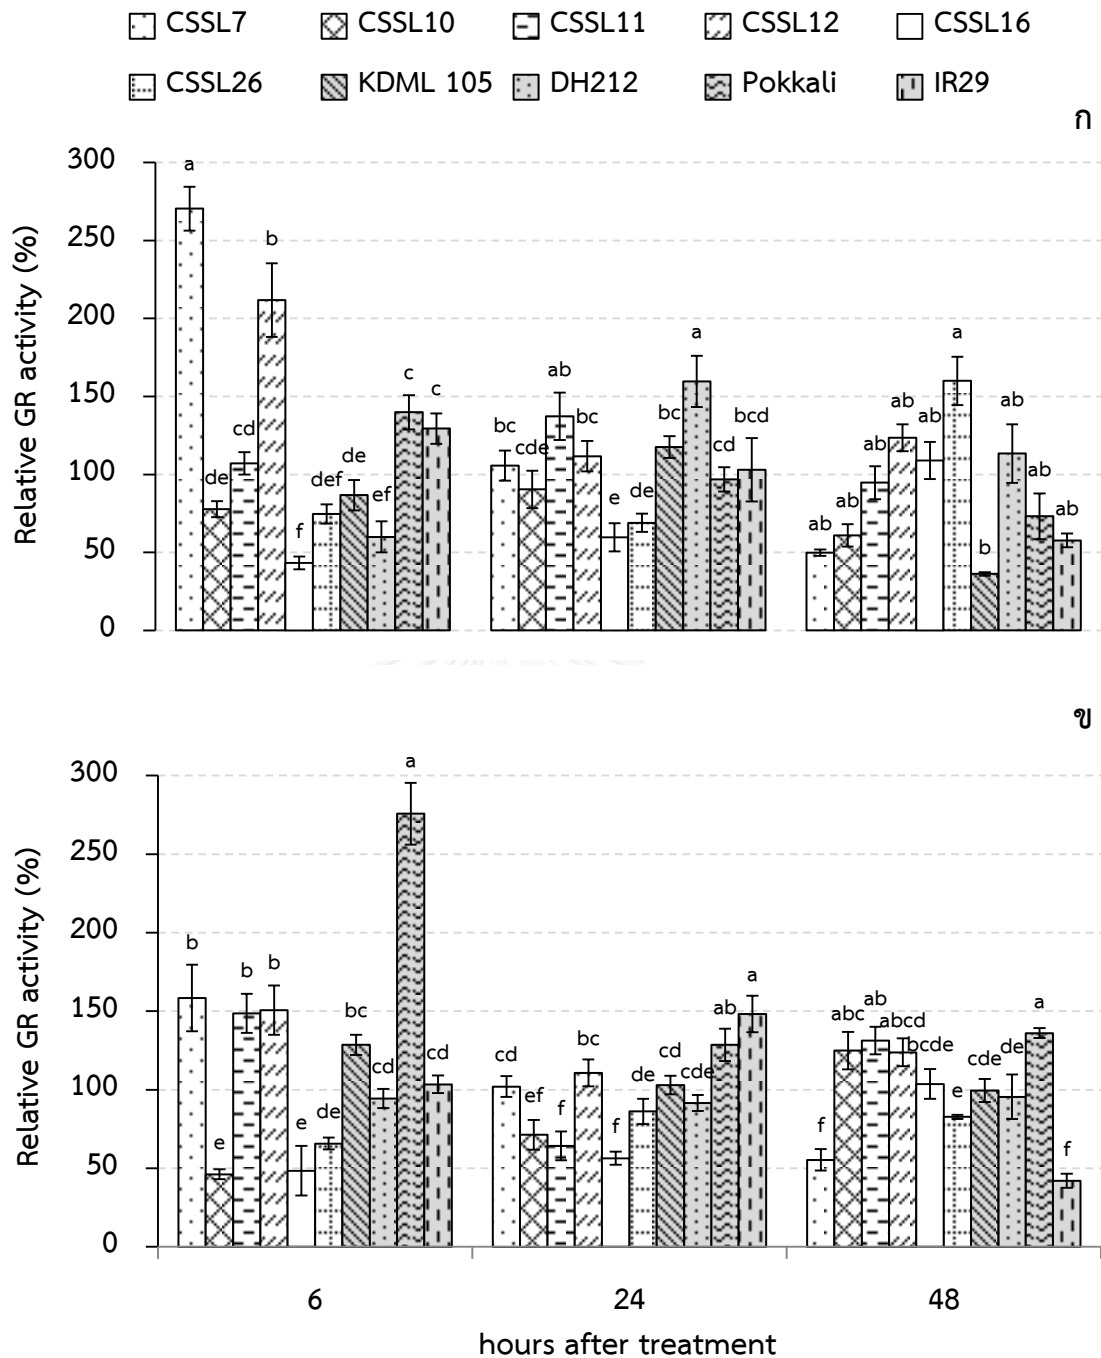 CSSL7 CSSL10 CSSL11 CSSL12 CSSL16
CSSL26 KDML 105 DH212 Pokkali IR29
ก
Relative GR activity (%)
300
250
200
150
100
50
0
a de cd b f def de ef c c
bc cde ab bc e de bc a cd bcd
ab ab ab ab ab a b ab ab ab
ข
Relative GR activity (%)
300
250
200
150
100
50
0
b e b b e de bc cd a cd
cd ef f bc f de cd cde ab a
f abc ab abcd bcde e cde de a f
6 24 48
hours after treatment